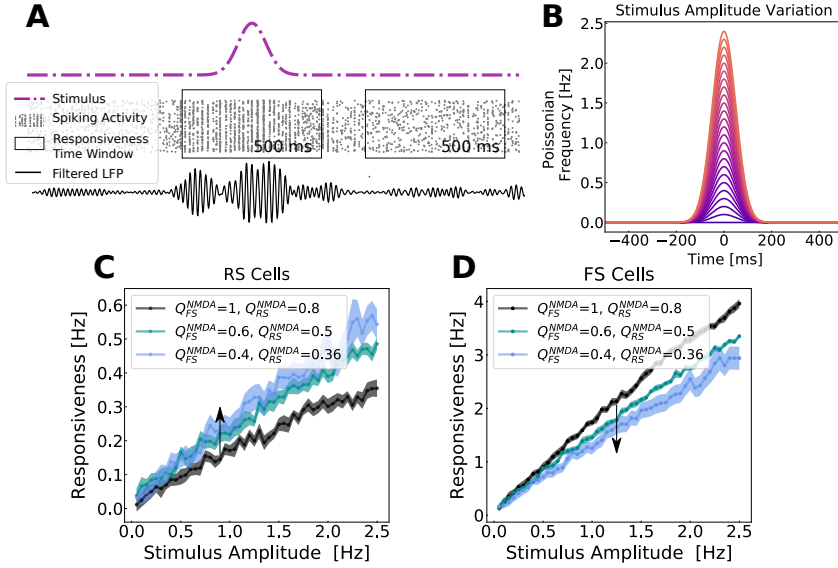 A
Stimulus
Spiking Activity
Responsiveness
Time Window
Filtered LFP
500 ms
500 ms
B
Stimulus Amplitude Variation
Poissonian
Frequency [Hz]
2.5
2.0
1.5
1.0
0.5
0.0
−400 −200 0 200 400
Time [ms]
C
RS Cells
Q_FS^NMDA=1, Q_RS^NMDA=0.8
Q_FS^NMDA=0.6, Q_RS^NMDA=0.5
Q_FS^NMDA=0.4, Q_RS^NMDA=0.36
Responsiveness [Hz]
0.6
0.5
0.4
0.3
0.2
0.1
0.0
0.0 0.5 1.0 1.5 2.0 2.5
Stimulus Amplitude [Hz]
D
FS Cells
Q_FS^NMDA=1, Q_RS^NMDA=0.8
Q_FS^NMDA=0.6, Q_RS^NMDA=0.5
Q_FS^NMDA=0.4, Q_RS^NMDA=0.36
Responsiveness [Hz]
4
3
2
1
0
0.0 0.5 1.0 1.5 2.0 2.5
Stimulus Amplitude [Hz]